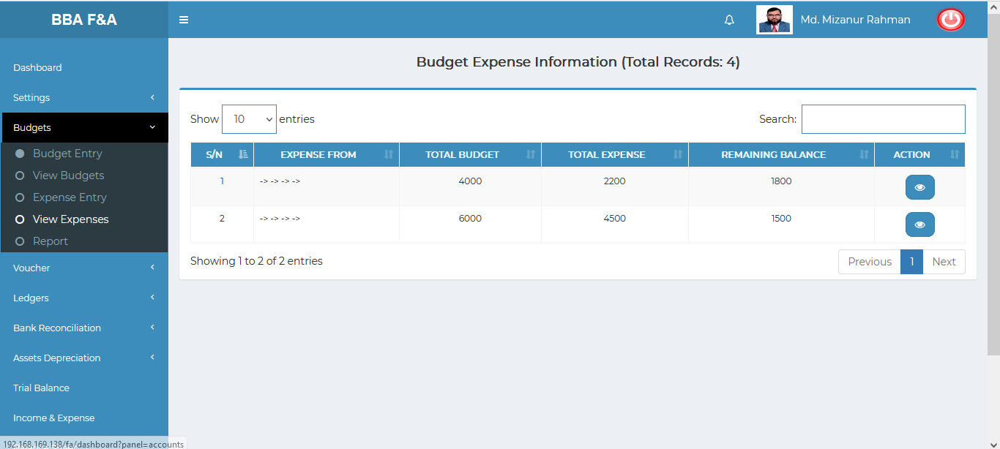 BBA F&A
Md. Mizanur Rahman
Dashboard
Settings
Budgets
Budget Entry
View Budgets
Expense Entry
View Expenses
Report
Voucher
Ledgers
Bank Reconciliation
Assets Depreciation
Trial Balance
Income & Expense
192.168.169.138/fa/dashboard?panel=accounts
Budget Expense Information (Total Records: 4)
Show 10 entries Search:
S/N EXPENSE FROM TOTAL BUDGET TOTAL EXPENSE REMAINING BALANCE ACTION
1 -> -> -> -> 4000 2200 1800
2 -> -> -> -> 6000 4500 1500
Showing 1 to 2 of 2 entries Previous 1 Next